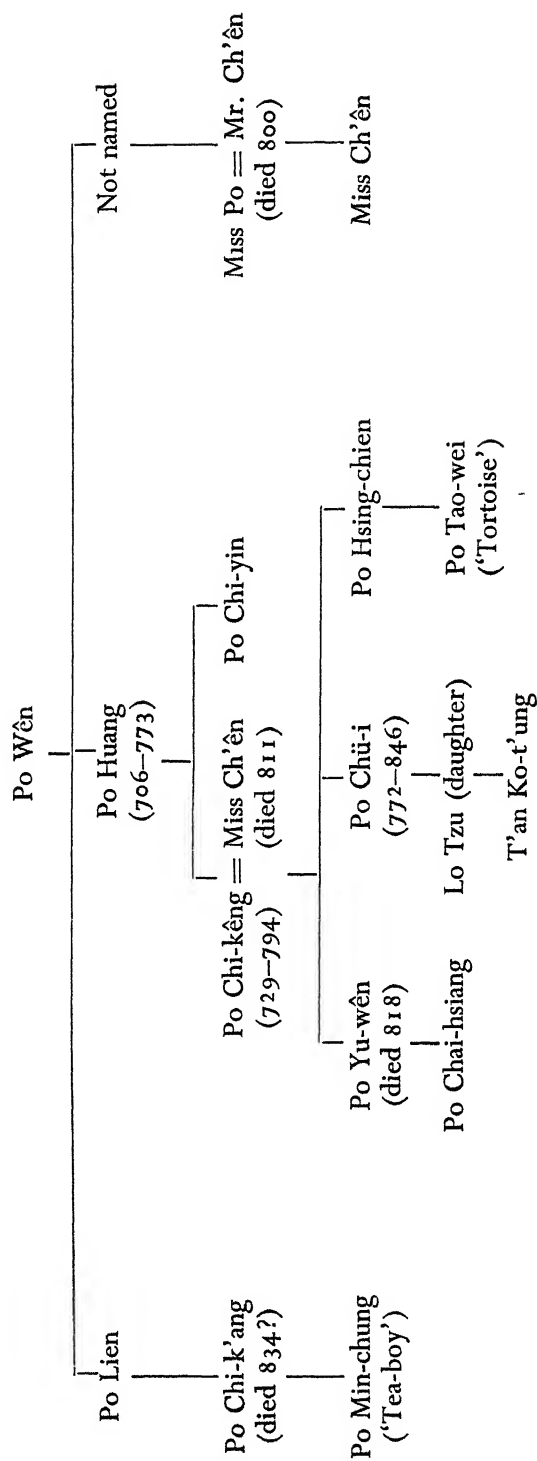 Po Wên
Po Lien
Po Huang
(706–773)
Not named
Po Chi-k'ang
(died 834?)
Po Chi-kêng = Miss Ch'ên
(729–794) (died 811)
Po Chi-yin
Miss Po = Mr. Ch'ên
(died 800)
Po Min-chung
('Tea-boy')
Po Yu-wên
(died 818)
Po Chü-i
(772–846)
Po Hsing-chien
Miss Ch'ên
Po Chai-hsiang
Lo Tzu (daughter)
Po Tao-wei
('Tortoise')
T'an Ko-t'ung